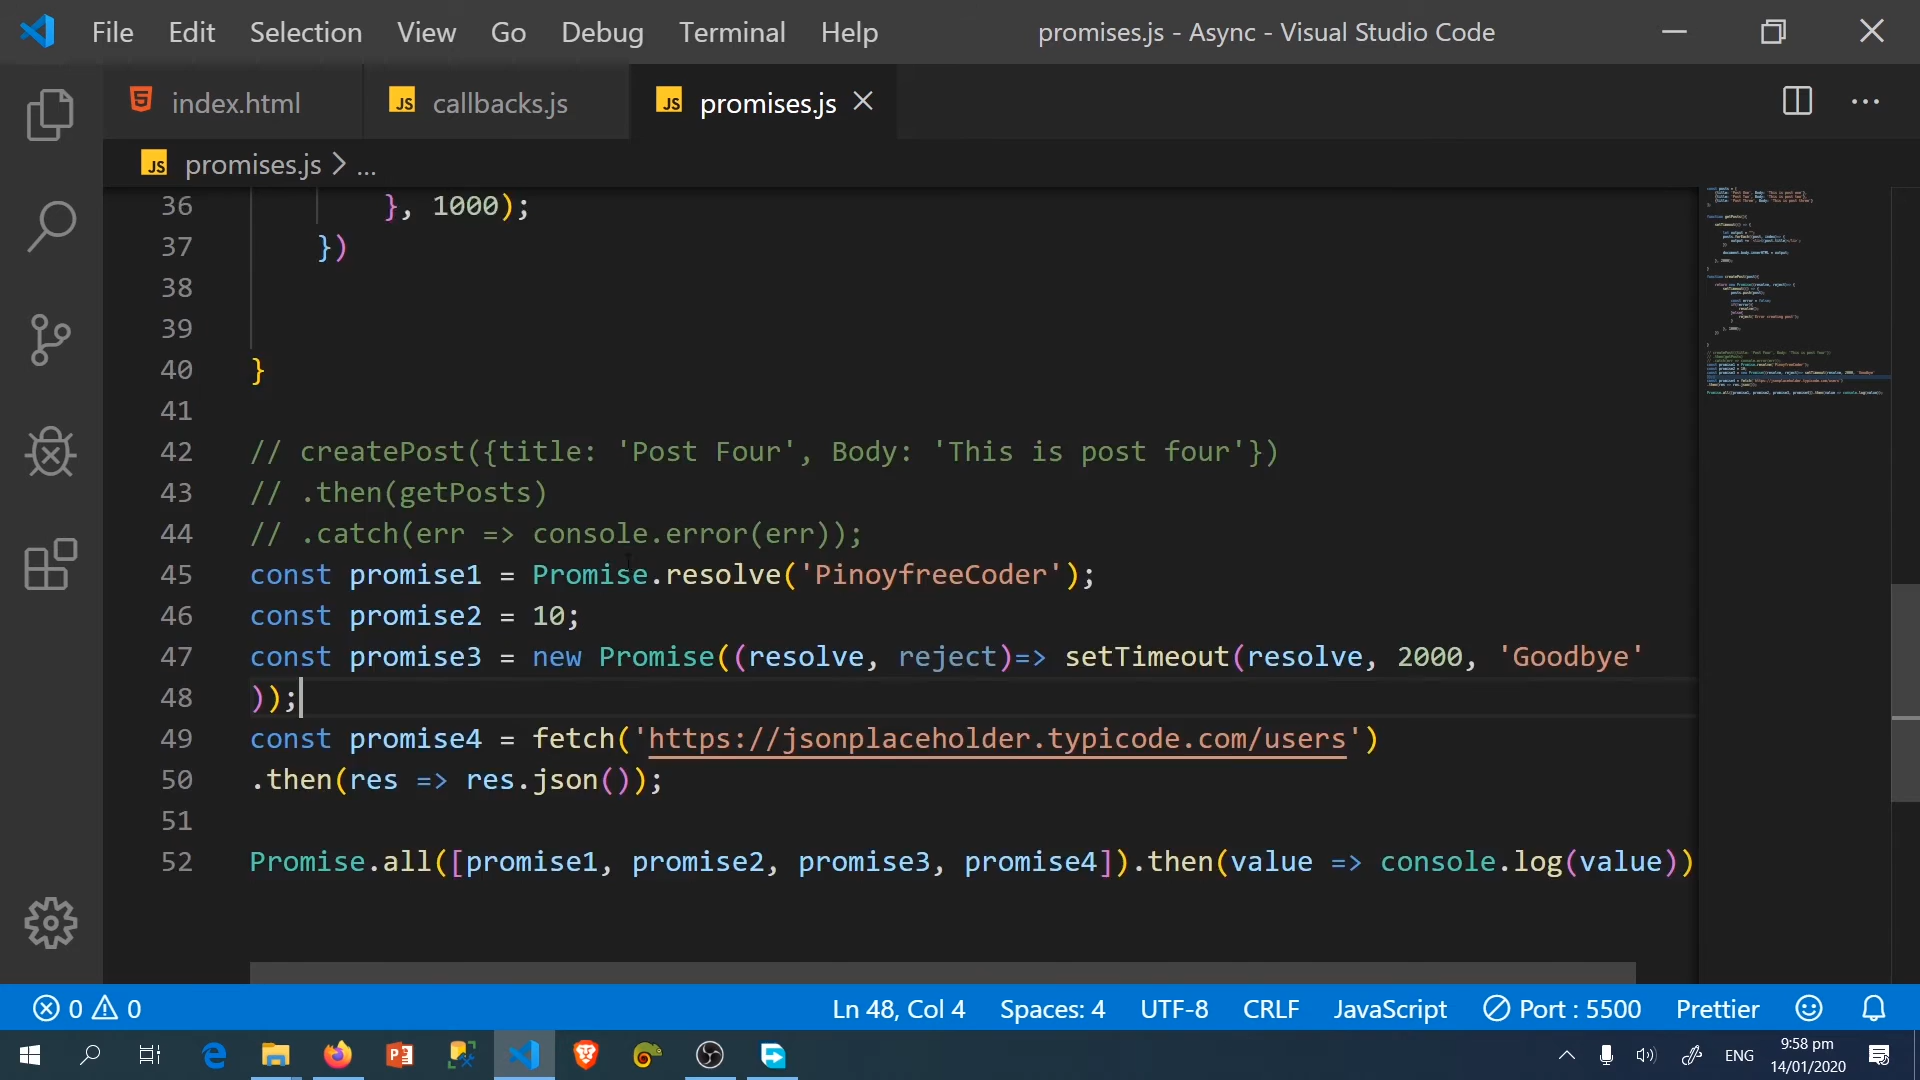 File Edit Selection View Go Debug Terminal Help promises.js - Async - Visual Studio Code
index.html JS callbacks.js JS promises.js
JS promises.js > ...
36 }, 1000);
37 })
38
39
40 }
41
42 // createPost({title: 'Post Four', Body: 'This is post four'})
43 // .then(getPosts)
44 // .catch(err => console.error(err));
45 const promise1 = Promise.resolve('PinoyfreeCoder');
46 const promise2 = 10;
47 const promise3 = new Promise((resolve, reject)=> setTimeout(resolve, 2000, 'Goodbye'
48 ));
49 const promise4 = fetch('https://jsonplaceholder.typicode.com/users')
50 .then(res => res.json());
51
52 Promise.all([promise1, promise2, promise3, promise4]).then(value => console.log(value))
0 0 Ln 48, Col 4 Spaces: 4 UTF-8 CRLF JavaScript Port : 5500 Prettier
ENG 9:58 pm
14/01/2020